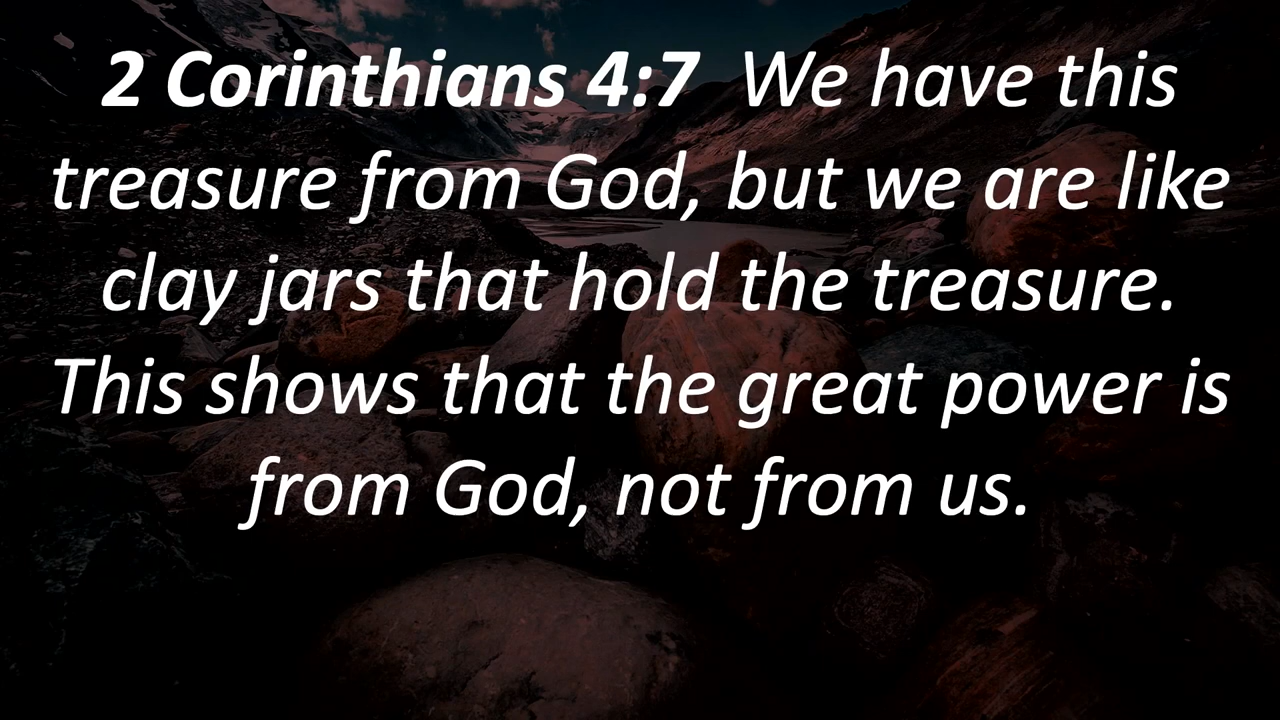 2 Corinthians 4:7 We have this
treasure from God, but we are like
clay jars that hold the treasure.
This shows that the great power is
from God, not from us.